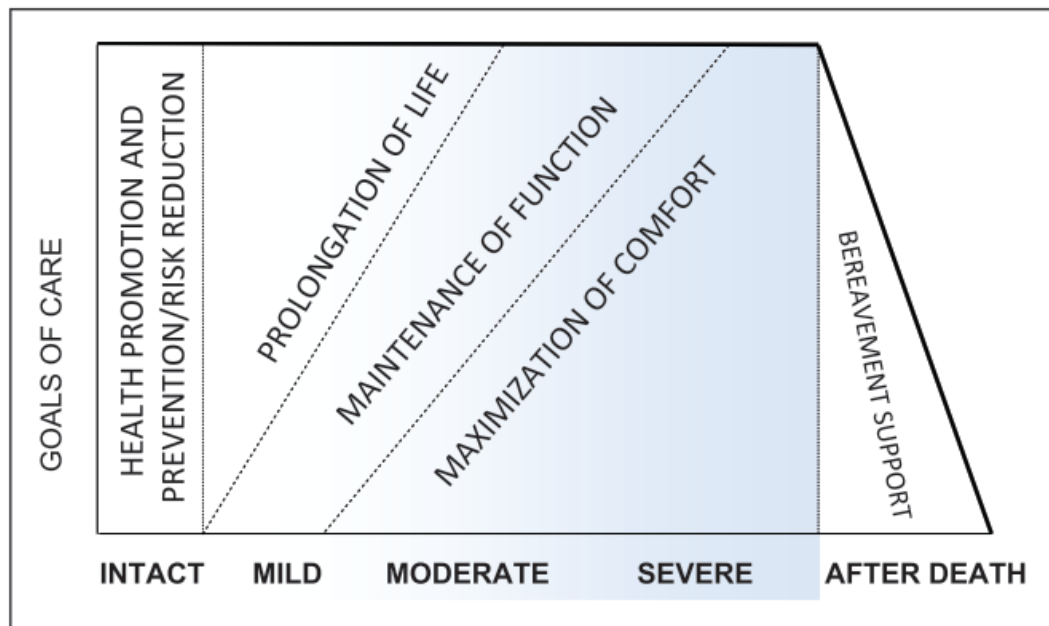 GOALS OF CARE
HEALTH PROMOTION AND
PREVENTION/RISK REDUCTION
PROLONGATION OF LIFE
MAINTENANCE OF FUNCTION
MAXIMIZATION OF COMFORT
BEREAVEMENT SUPPORT
INTACT MILD MODERATE SEVERE AFTER DEATH